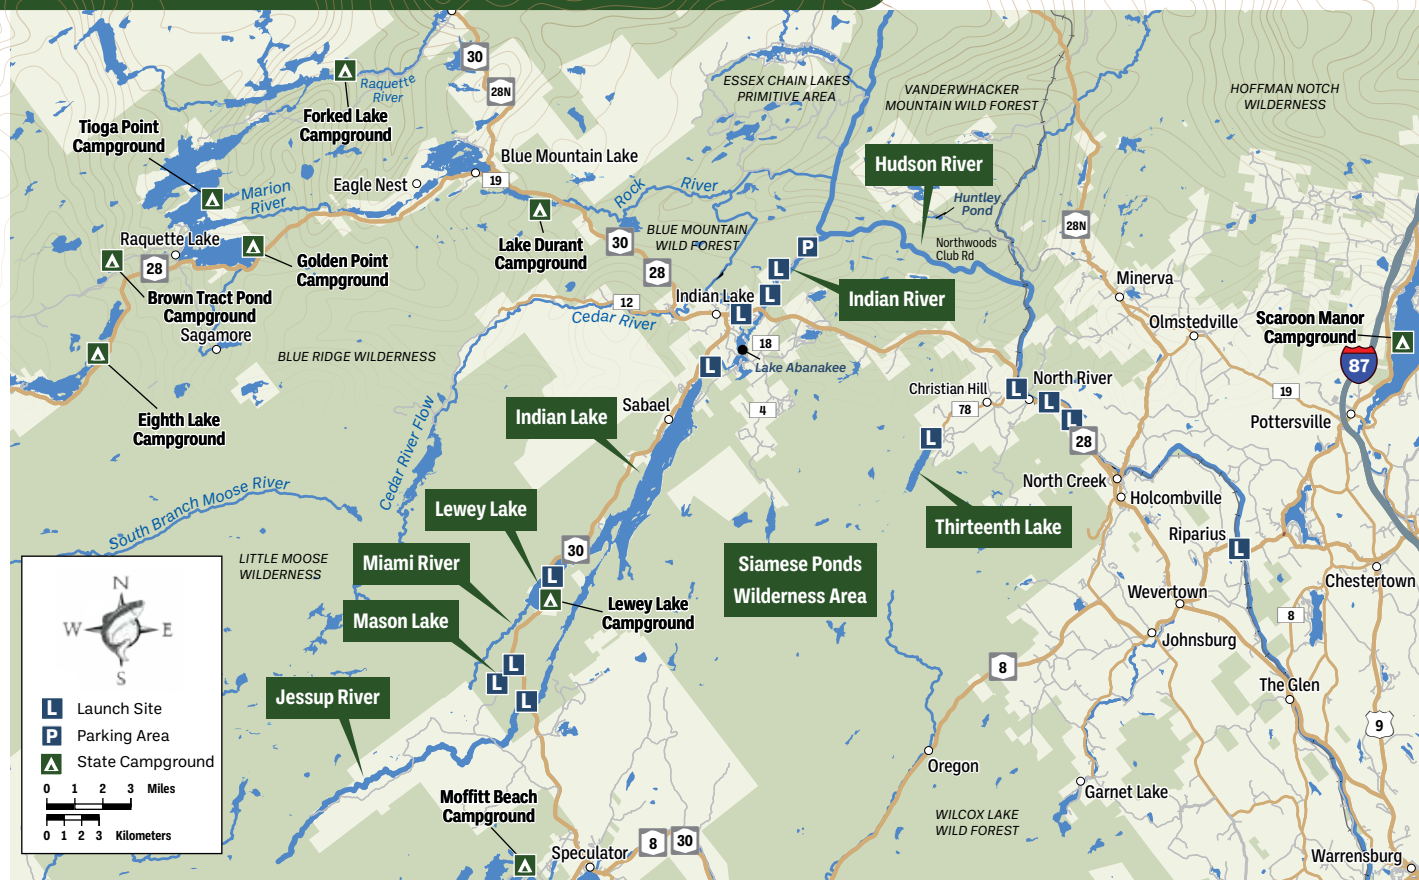 30
28N
Raquette
River
Forked Lake
Campground
Tioga Point
Campground
ESSEX CHAIN LAKES
PRIMITIVE AREA
VANDERWHACKER
MOUNTAIN WILD FOREST
HOFFMAN NOTCH
WILDERNESS
Blue Mountain Lake
Eagle Nest
19
Marion
River
Rock
River
Hudson River
Huntley
Pond
Northwoods
Club Rd
28N
BLUE MOUNTAIN
WILD FOREST
Lake Durant
Campground
30
28
Raquette Lake
28
Golden Point
Campground
Brown Tract Pond
Campground
Sagamore
P
L
L
L
Indian River
Indian Lake
12
Cedar River
Minerva
Olmstedville
Scaroon Manor
Campground
87
BLUE RIDGE WILDERNESS
18
Lake Abanakee
L
Eighth Lake
Campground
Christian Hill
78
L
North River
L
L
28
19
Pottersville
4
Sabael
Indian Lake
Cedar River Flow
L
North Creek
Holcombville
Thirteenth Lake
South Branch Moose River
Lewey Lake
30
Miami River
L
Lewey Lake
Campground
Mason Lake
Siamese Ponds
Wilderness Area
Riparius
L
Chestertown
LITTLE MOOSE
WILDERNESS
Wevertown
8
Johnsburg
8
The Glen
9
L
L
L
Jessup River
Oregon
Garnet Lake
WILCOX LAKE
WILD FOREST
Warrensburg
Moffitt Beach
Campground
Speculator
8
30
N
W
E
S
L Launch Site
P Parking Area
State Campground
0 1 2 3 Miles
0 1 2 3 Kilometers